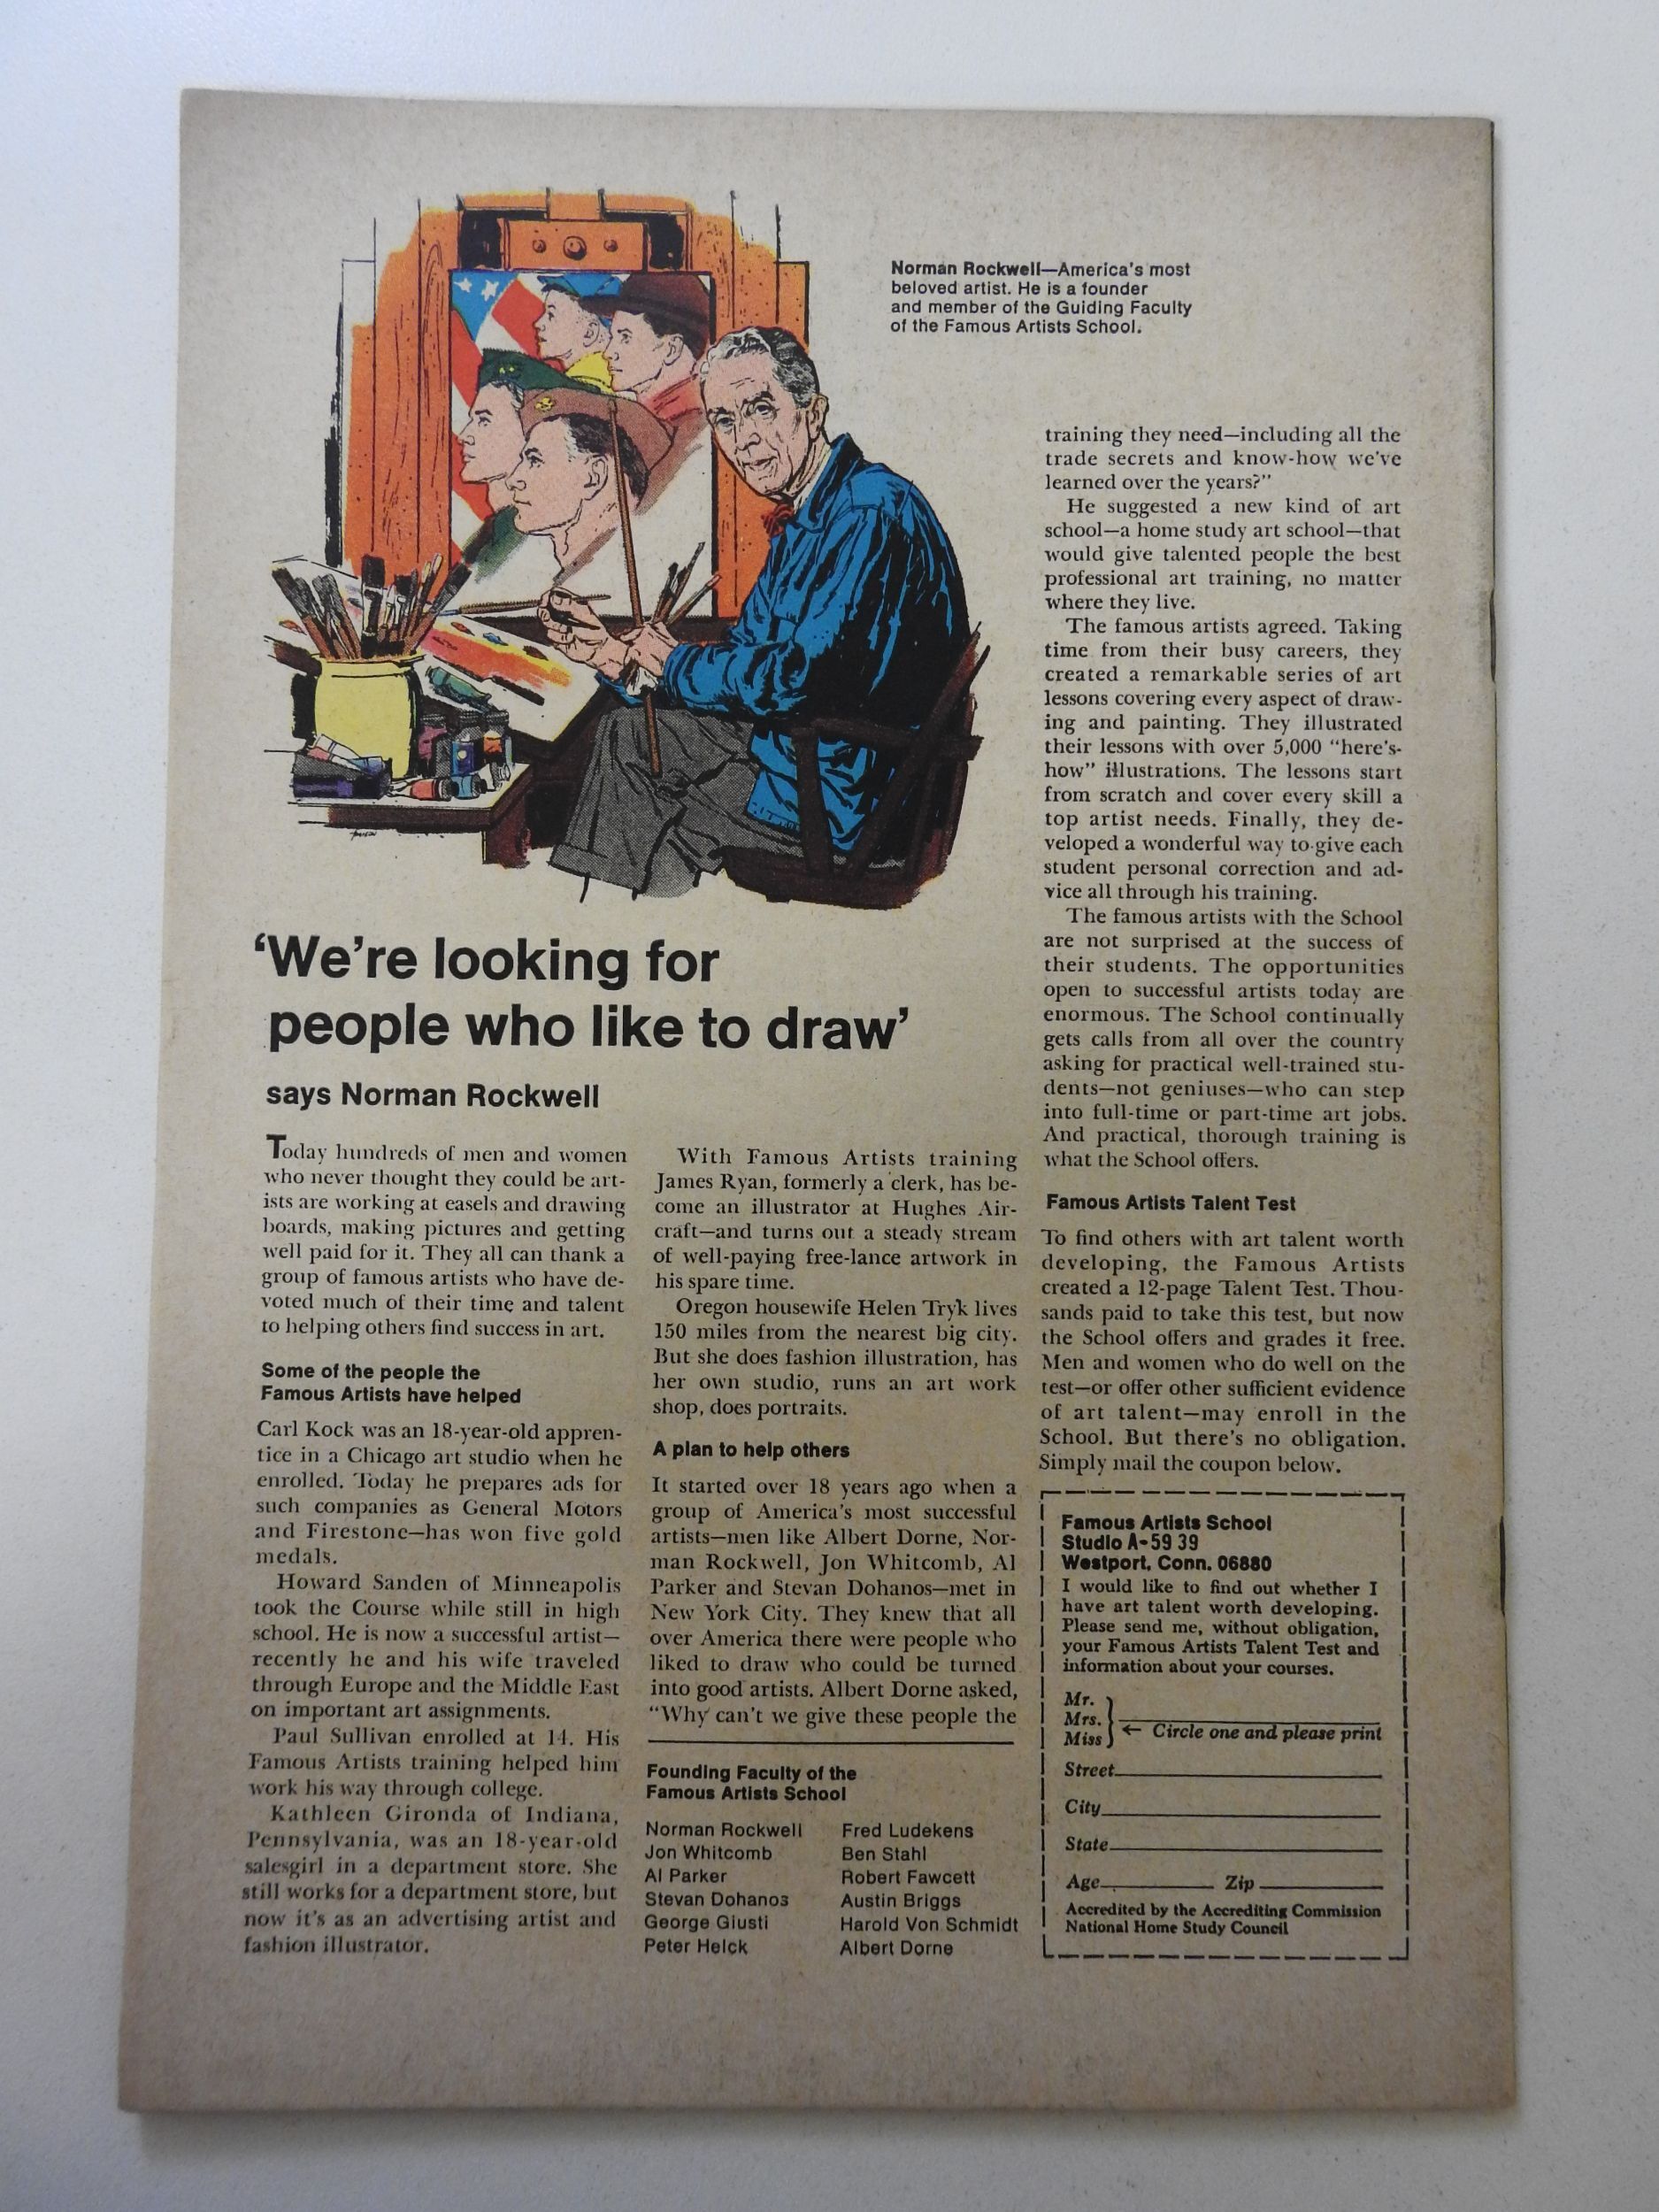 Norman Rockwell—America's most
beloved artist. He is a founder
and member of the Guiding Faculty
of the Famous Artists School.
'We're looking for
people who like to draw'
says Norman Rockwell
Today hundreds of men and women
who never thought they could be art-
ists are working at easels and drawing
boards, making pictures and getting
well paid for it. They all can thank a
group of famous artists who have de-
voted much of their time and talent
to helping others find success in art.
Some of the people the
Famous Artists have helped
Carl Kock was an 18-year-old appren-
tice in a Chicago art studio when he
enrolled. Today he prepares ads for
such companies as General Motors
and Firestone—has won five gold
medals.
Howard Sanden of Minneapolis
took the Course while still in high
school. He is now a successful artist—
recently he and his wife traveled
through Europe and the Middle East
on important art assignments.
Paul Sullivan enrolled at 14. His
Famous Artists training helped him
work his way through college.
Kathleen Gironda of Indiana,
Pennsylvania, was an 18-year-old
salesgirl in a department store. She
still works for a department store, but
now it's as an advertising artist and
fashion illustrator.
With Famous Artists training
James Ryan, formerly a clerk, has be-
come an illustrator at Hughes Air-
craft—and turns out a steady stream
of well-paying free-lance artwork in
his spare time.
Oregon housewife Helen Tryk lives
150 miles from the nearest big city.
But she does fashion illustration, has
her own studio, runs an art work
shop, does portraits.
A plan to help others
It started over 18 years ago when a
group of America's most successful
artists—men like Albert Dorne, Nor-
man Rockwell, Jon Whitcomb, Al
Parker and Stevan Dohanos—met in
New York City. They knew that all
over America there were people who
liked to draw who could be turned
into good artists. Albert Dorne asked,
"Why can't we give these people the
Founding Faculty of the
Famous Artists School
Norman Rockwell
Jon Whitcomb
Al Parker
Stevan Dohanos
George Giusti
Peter Helck
Fred Ludekens
Ben Stahl
Robert Fawcett
Austin Briggs
Harold Von Schmidt
Albert Dorne
training they need—including all the
trade secrets and know-how we've
learned over the years?"
He suggested a new kind of art
school—a home study art school—that
would give talented people the best
professional art training, no matter
where they live.
The famous artists agreed. Taking
time from their busy careers, they
created a remarkable series of art
lessons covering every aspect of draw-
ing and painting. They illustrated
their lessons with over 5,000 "here's-
how" illustrations. The lessons start
from scratch and cover every skill a
top artist needs. Finally, they de-
veloped a wonderful way to give each
student personal correction and ad-
vice all through his training.
The famous artists with the School
are not surprised at the success of
their students. The opportunities
open to successful artists today are
enormous. The School continually
gets calls from all over the country
asking for practical well-trained stu-
dents—not geniuses—who can step
into full-time or part-time art jobs.
And practical, thorough training is
what the School offers.
Famous Artists Talent Test
To find others with art talent worth
developing, the Famous Artists
created a 12-page Talent Test. Thou-
sands paid to take this test, but now
the School offers and grades it free.
Men and women who do well on the
test—or offer other sufficient evidence
of art talent—may enroll in the
School. But there's no obligation.
Simply mail the coupon below.
Famous Artists School
Studio A-59 39
Westport, Conn. 06880
I would like to find out whether I
have art talent worth developing.
Please send me, without obligation,
your Famous Artists Talent Test and
information about your courses.
Mr.
Mrs.
Miss ← Circle one and please print
Street
City
State
Age Zip
Accredited by the Accrediting Commission
National Home Study Council